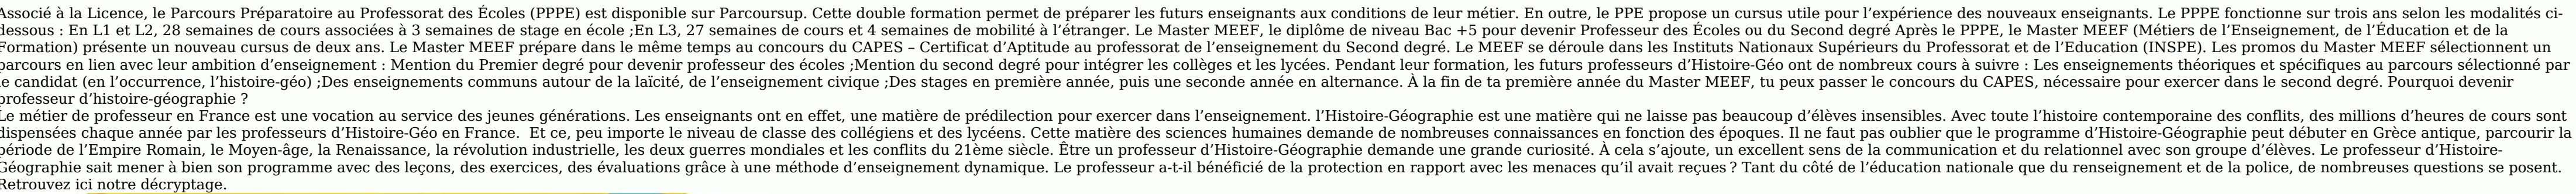 Associé à la Licence, le Parcours Préparatoire au Professorat des Écoles (PPPE) est disponible sur Parcoursup. Cette double formation permet de préparer les futurs enseignants aux conditions de leur métier. En outre, le PPE propose un cursus utile pour l’expérience des nouveaux enseignants. Le PPPE fonctionne sur trois ans selon les modalités ci-
dessous : En L1 et L2, 28 semaines de cours associées à 3 semaines de stage en école ;En L3, 27 semaines de cours et 4 semaines de mobilité à l’étranger. Le Master MEEF, le diplôme de niveau Bac +5 pour devenir Professeur des Écoles ou du Second degré Après le PPPE, le Master MEEF (Métiers de l’Enseignement, de l’Éducation et de la
Formation) présente un nouveau cursus de deux ans. Le Master MEEF prépare dans le même temps au concours du CAPES – Certificat d’Aptitude au professorat de l’enseignement du Second degré. Le MEEF se déroule dans les Instituts Nationaux Supérieurs du Professorat et de l’Education (INSPE). Les promos du Master MEEF sélectionnent un
parcours en lien avec leur ambition d’enseignement : Mention du Premier degré pour devenir professeur des écoles ;Mention du second degré pour intégrer les collèges et les lycées. Pendant leur formation, les futurs professeurs d’Histoire-Géo ont de nombreux cours à suivre : Les enseignements théoriques et spécifiques au parcours sélectionné par
le candidat (en l’occurrence, l’histoire-géo) ;Des enseignements communs autour de la laïcité, de l’enseignement civique ;Des stages en première année, puis une seconde année en alternance. À la fin de ta première année du Master MEEF, tu peux passer le concours du CAPES, nécessaire pour exercer dans le second degré. Pourquoi devenir
professeur d’histoire-géographie ?
Le métier de professeur en France est une vocation au service des jeunes générations. Les enseignants ont en effet, une matière de prédilection pour exercer dans l’enseignement. l’Histoire-Géographie est une matière qui ne laisse pas beaucoup d’élèves insensibles. Avec toute l’histoire contemporaine des conflits, des millions d’heures de cours sont
dispensées chaque année par les professeurs d’Histoire-Géo en France.  Et ce, peu importe le niveau de classe des collégiens et des lycéens. Cette matière des sciences humaines demande de nombreuses connaissances en fonction des époques. Il ne faut pas oublier que le programme d’Histoire-Géographie peut débuter en Grèce antique, parcourir la
période de l’Empire Romain, le Moyen-âge, la Renaissance, la révolution industrielle, les deux guerres mondiales et les conflits du 21ème siècle. Être un professeur d’Histoire-Géographie demande une grande curiosité. À cela s’ajoute, un excellent sens de la communication et du relationnel avec son groupe d’élèves. Le professeur d’Histoire-
Géographie sait mener à bien son programme avec des leçons, des exercices, des évaluations grâce à une méthode d’enseignement dynamique. Le professeur a-t-il bénéficié de la protection en rapport avec les menaces qu’il avait reçues ? Tant du côté de l’éducation nationale que du renseignement et de la police, de nombreuses questions se posent.
Retrouvez ici notre décryptage.